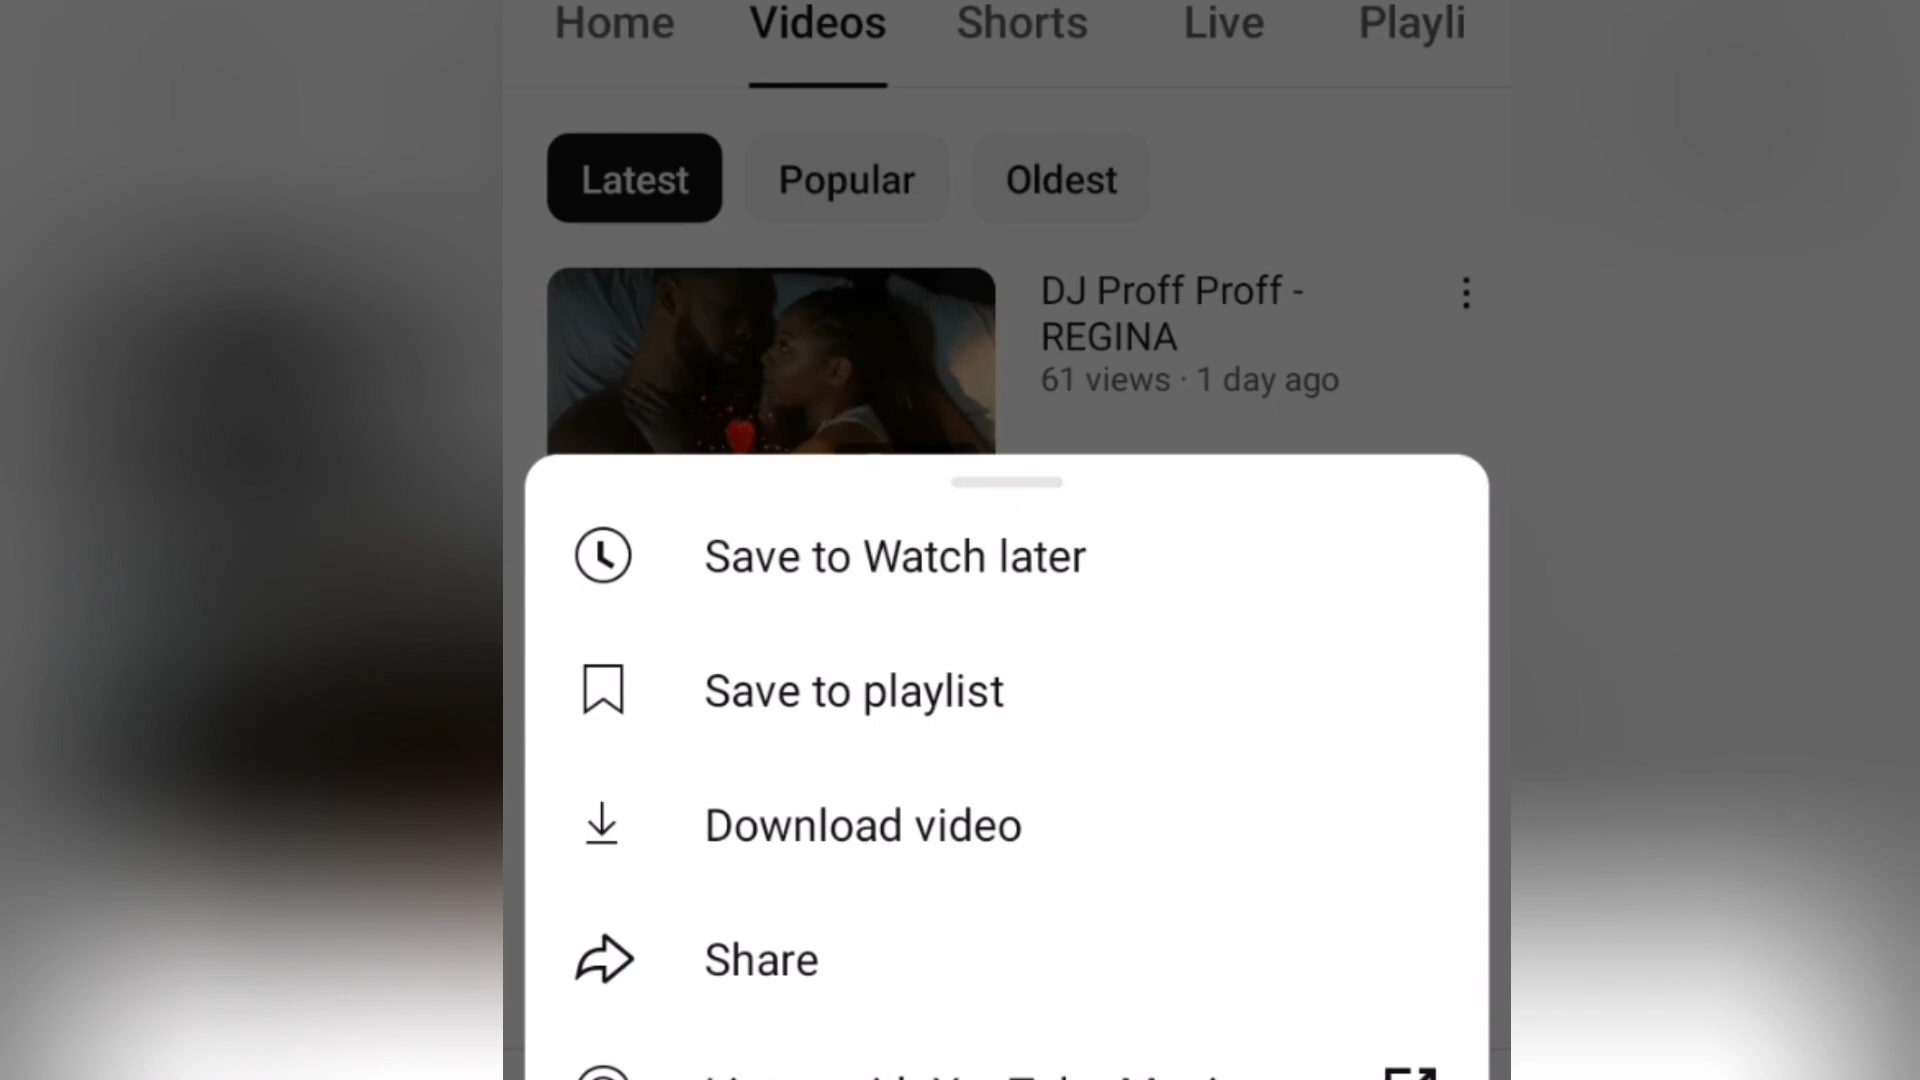 Home Videos Shorts Live Playli
Latest Popular Oldest
DJ Proff Proff -
REGINA
61 views · 1 day ago
Save to Watch later
Save to playlist
Download video
Share